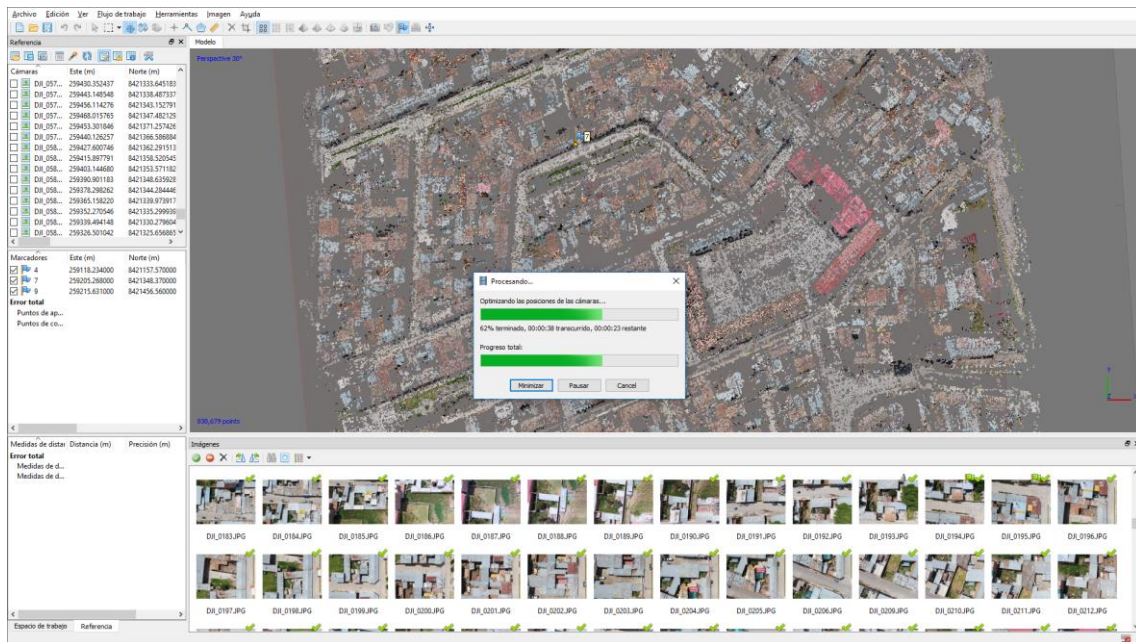 Archivo Edición Ver Flujo de trabajo Herramientas Imagen Ayuda
Referencia
Modelo
Perspective 30°
Cámaras Este (m) Norte (m)
DJI_057... 259430.352437 8421333.645183
DJI_057... 259443.148548 8421338.487337
DJI_057... 259456.114276 8421343.152791
DJI_057... 259468.015765 8421347.482129
DJI_057... 259453.301846 8421371.257426
DJI_057... 259440.126257 8421366.586884
DJI_058... 259427.600746 8421362.291513
DJI_058... 259415.897791 8421358.520545
DJI_058... 259403.144680 8421353.571182
DJI_058... 259390.901183 8421348.635928
DJI_058... 259378.298262 8421344.284446
DJI_058... 259365.158220 8421339.973917
DJI_058... 259352.270546 8421335.299939
DJI_058... 259339.494148 8421330.279604
DJI_058... 259326.501042 8421325.656865
Marcadores Este (m) Norte (m)
4 259118.234000 8421157.570000
7 259205.268000 8421348.370000
9 259215.631000 8421456.560000
Error total
Puntos de ap...
Puntos de co...
7
Procesando...
Optimizando las posiciones de las cámaras...
62% terminado, 00:00:38 transcurrido, 00:00:23 restante
Progreso total:
Minimizar Pausar Cancel
838,679 points
Medidas de distar Distancia (m) Precisión (m)
Error total
Medidas de d...
Medidas de d...
Imágenes
DJI_0183.JPG DJI_0184.JPG DJI_0185.JPG DJI_0186.JPG DJI_0187.JPG DJI_0188.JPG DJI_0189.JPG DJI_0190.JPG DJI_0191.JPG DJI_0192.JPG DJI_0193.JPG DJI_0194.JPG DJI_0195.JPG DJI_0196.JPG
DJI_0197.JPG DJI_0198.JPG DJI_0199.JPG DJI_0200.JPG DJI_0201.JPG DJI_0202.JPG DJI_0203.JPG DJI_0204.JPG DJI_0205.JPG DJI_0206.JPG DJI_0209.JPG DJI_0210.JPG DJI_0211.JPG DJI_0212.JPG
Espacio de trabajo Referencia